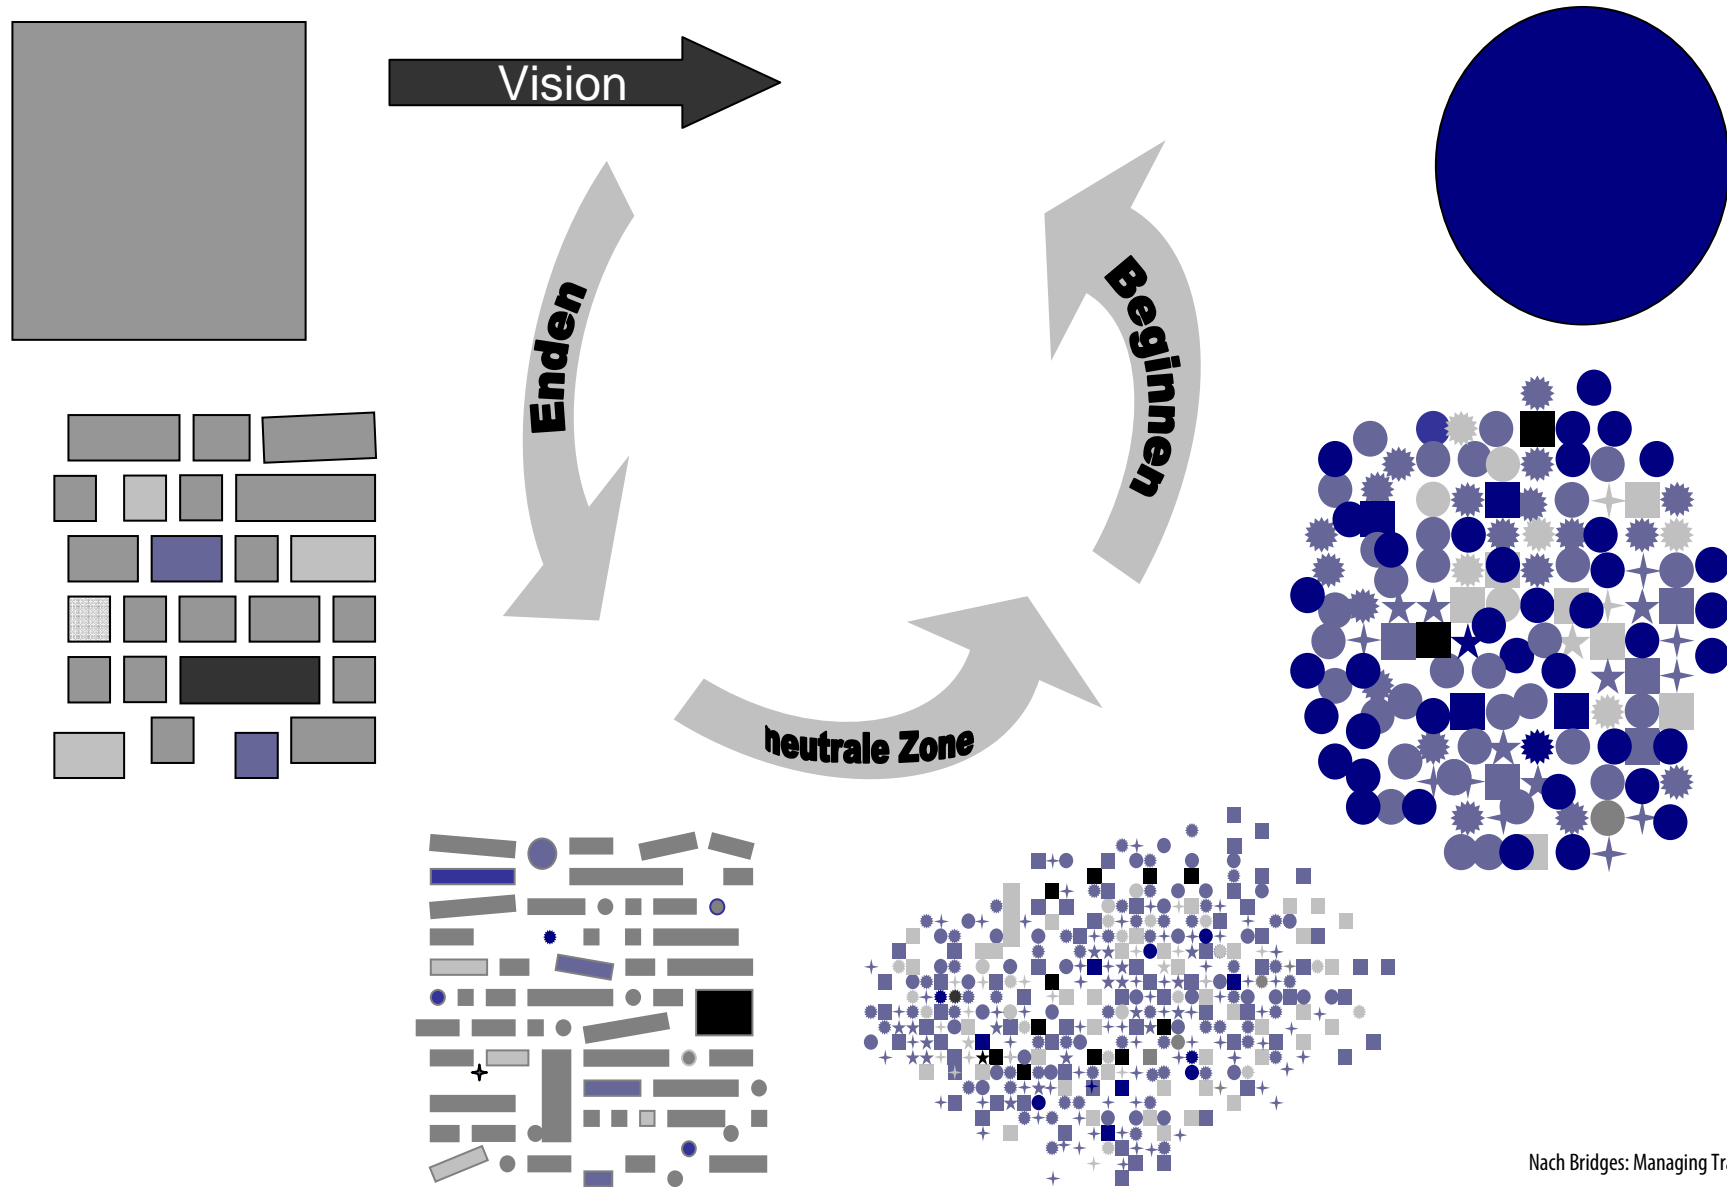 Vision
Enden
Beginnen
neutrale Zone
Nach Bridges: Managing